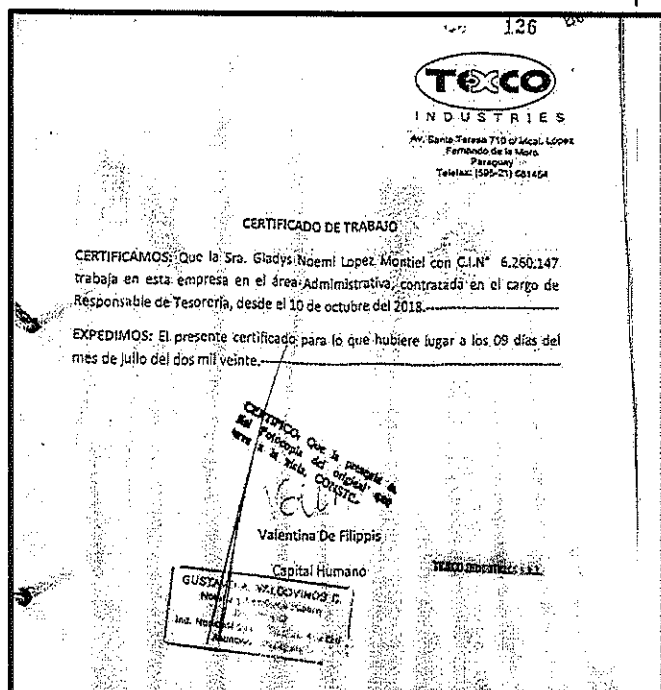 126
TEXCO
INDUSTRIES
Av. Santa Teresa 710 c/ Mcal. López
Fernando de la Mora
Paraguay
Telefax: (595-21) 681454
CERTIFICADO DE TRABAJO
CERTIFICAMOS: Que la Sra. Gladys Noemi Lopez Montiel con C.I.N° 6.260.147
trabaja en esta empresa en el área Administrativa, contratada en el cargo de
Responsable de Tesorería, desde el 10 de octubre del 2018.
EXPEDIMOS: El presente certificado para lo que hubiere lugar a los 09 días del
mes de julio del dos mil veinte.
CERTIFICO, Que la presente es
fiel Fotocopia del original que
tuve a la vista. CONSTE.
Valentina De Filippis
Capital Humano
TEXCO INDUSTRIES S.R.L.
GUSTAVO A. VALDOVINOS C.